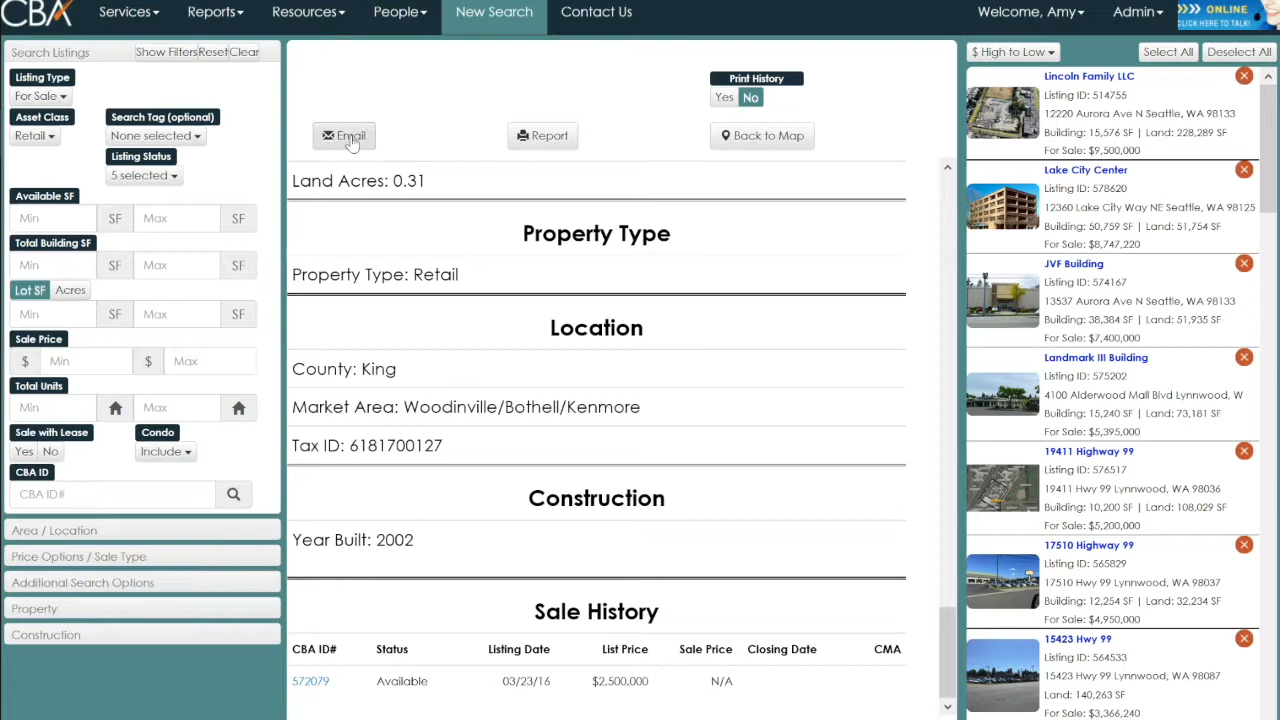 CBA
Services
Reports
Resources
People
New Search
Contact Us
Welcome, Amy
Admin
ONLINE
CLICK HERE TO TALK!
Search Listings
Show Filters
Reset
Clear
Listing Type
For Sale
Asset Class
Retail
Search Tag (optional)
None selected
Listing Status
5 selected
Available SF
Min SF Max SF
Total Building SF
Min SF Max SF
Lot SF Acres
Min SF Max SF
Sale Price
$ Min $ Max
Total Units
Min Max
Sale with Lease
Yes No
Condo
Include
CBA ID
CBA ID#
Area / Location
Price Options / Sale Type
Additional Search Options
Property
Construction
Print History
Yes No
Email
Report
Back to Map
Land Acres: 0.31
Property Type
Property Type: Retail
Location
County: King
Market Area: Woodinville/Bothell/Kenmore
Tax ID: 6181700127
Construction
Year Built: 2002
Sale History
CBA ID# Status Listing Date List Price Sale Price Closing Date CMA
572079 Available 03/23/16 $2,500,000 N/A
$ High to Low
Select All
Deselect All
Lincoln Family LLC
Listing ID: 514755
12220 Aurora Ave N Seattle, WA 98133
Building: 15,576 SF | Land: 228,289 SF
For Sale: $9,500,000
Lake City Center
Listing ID: 578620
12360 Lake City Way NE Seattle, WA 98125
Building: 50,759 SF | Land: 51,754 SF
For Sale: $8,747,220
JVF Building
Listing ID: 574167
13537 Aurora Ave N Seattle, WA 98133
Building: 38,384 SF | Land: 51,935 SF
For Sale: $7,400,000
Landmark III Building
Listing ID: 575202
4100 Alderwood Mall Blvd Lynnwood, W
Building: 15,240 SF | Land: 73,181 SF
For Sale: $5,395,000
19411 Highway 99
Listing ID: 576517
19411 Hwy 99 Lynnwood, WA 98036
Building: 10,200 SF | Land: 108,029 SF
For Sale: $5,200,000
17510 Highway 99
Listing ID: 565829
17510 Hwy 99 Lynnwood, WA 98037
Building: 12,254 SF | Land: 32,234 SF
For Sale: $4,950,000
15423 Hwy 99
Listing ID: 564533
15423 Hwy 99 Lynnwood, WA 98087
Land: 140,263 SF
For Sale: $3,366,240